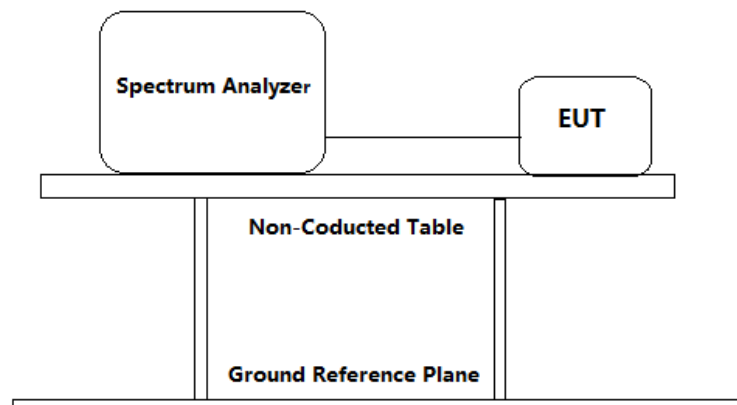 Spectrum Analyzer
EUT
Non-Coducted Table
Ground Reference Plane